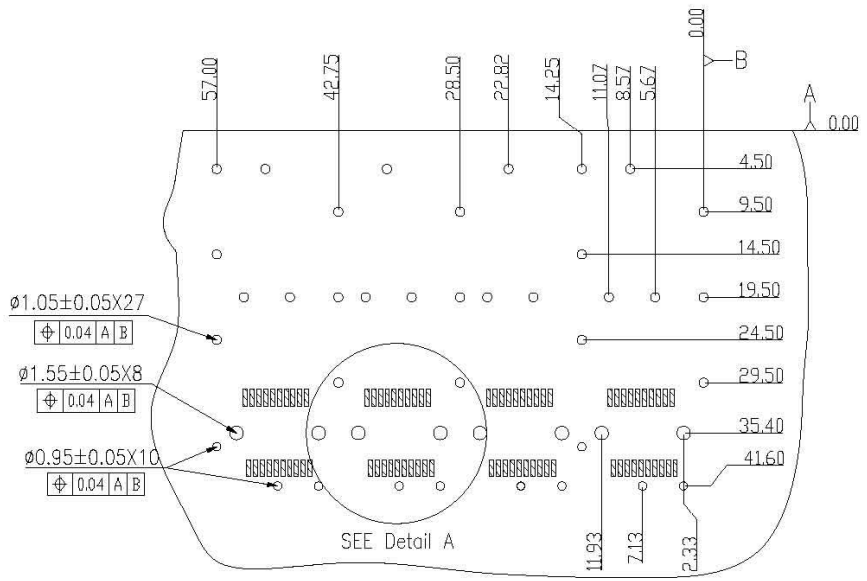 57.00
42.75
28.50
22.82
14.25
11.07
8.57
5.67
0.00
B
A
0.00
4.50
9.50
14.50
19.50
24.50
29.50
35.40
41.60
ø1.05±0.05X27
⌖ 0.04 A B
ø1.55±0.05X8
⌖ 0.04 A B
ø0.95±0.05X10
⌖ 0.04 A B
SEE Detail A
11.93
7.13
2.33